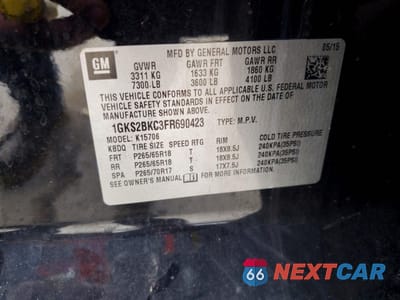 MFD BY GENERAL MOTORS LLC
05/15
GM
GVWR GAWR FRT GAWR RR
3311 KG 1633 KG 1860 KG
7300 LB 3600 LB 4100 LB
THIS VEHICLE CONFORMS TO ALL APPLICABLE U.S. FEDERAL MOTOR
VEHICLE SAFETY AND THEFT PREVENTION STANDARDS IN EFFECT ON THE DATE OF
MANUFACTURE SHOWN ABOVE.
1GKS2BKC3FR690423 TYPE: M.P.V.
MODEL: K15706
KBDO TIRE SIZE SPEED RTG RIM COLD TIRE PRESSURE
FRT P265/65R18 T 18X8.5J 240KPA(35PSI)
RR P265/65R18 T 18X8.5J 240KPA(35PSI)
SPA P265/70R17 S 17X7.5J 240KPA(35PSI)
SEE OWNER'S MANUAL FOR MORE INFORMATION.
66 NEXTCAR